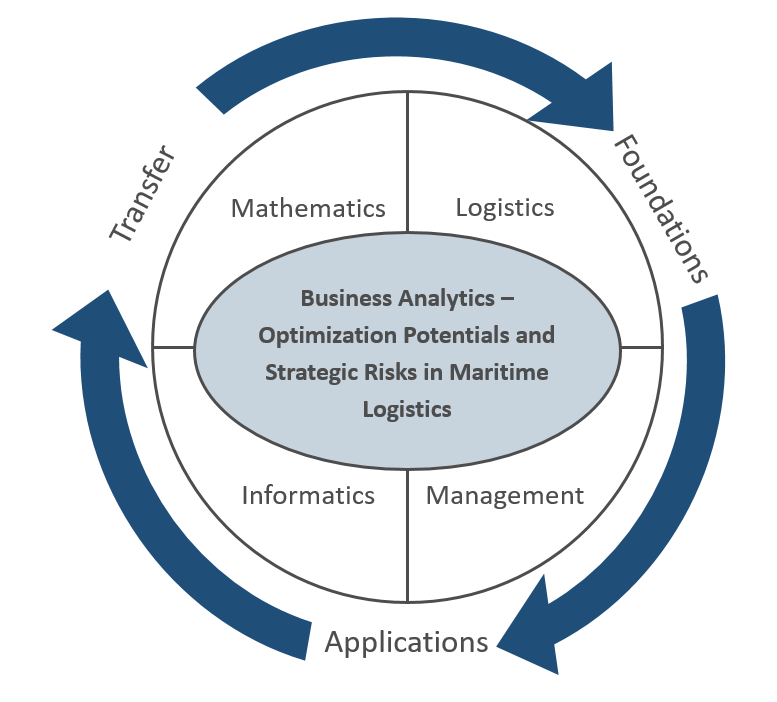 Transfer
Foundations
Mathematics
Logistics
Business Analytics –
Optimization Potentials and
Strategic Risks in Maritime
Logistics
Informatics
Management
Applications